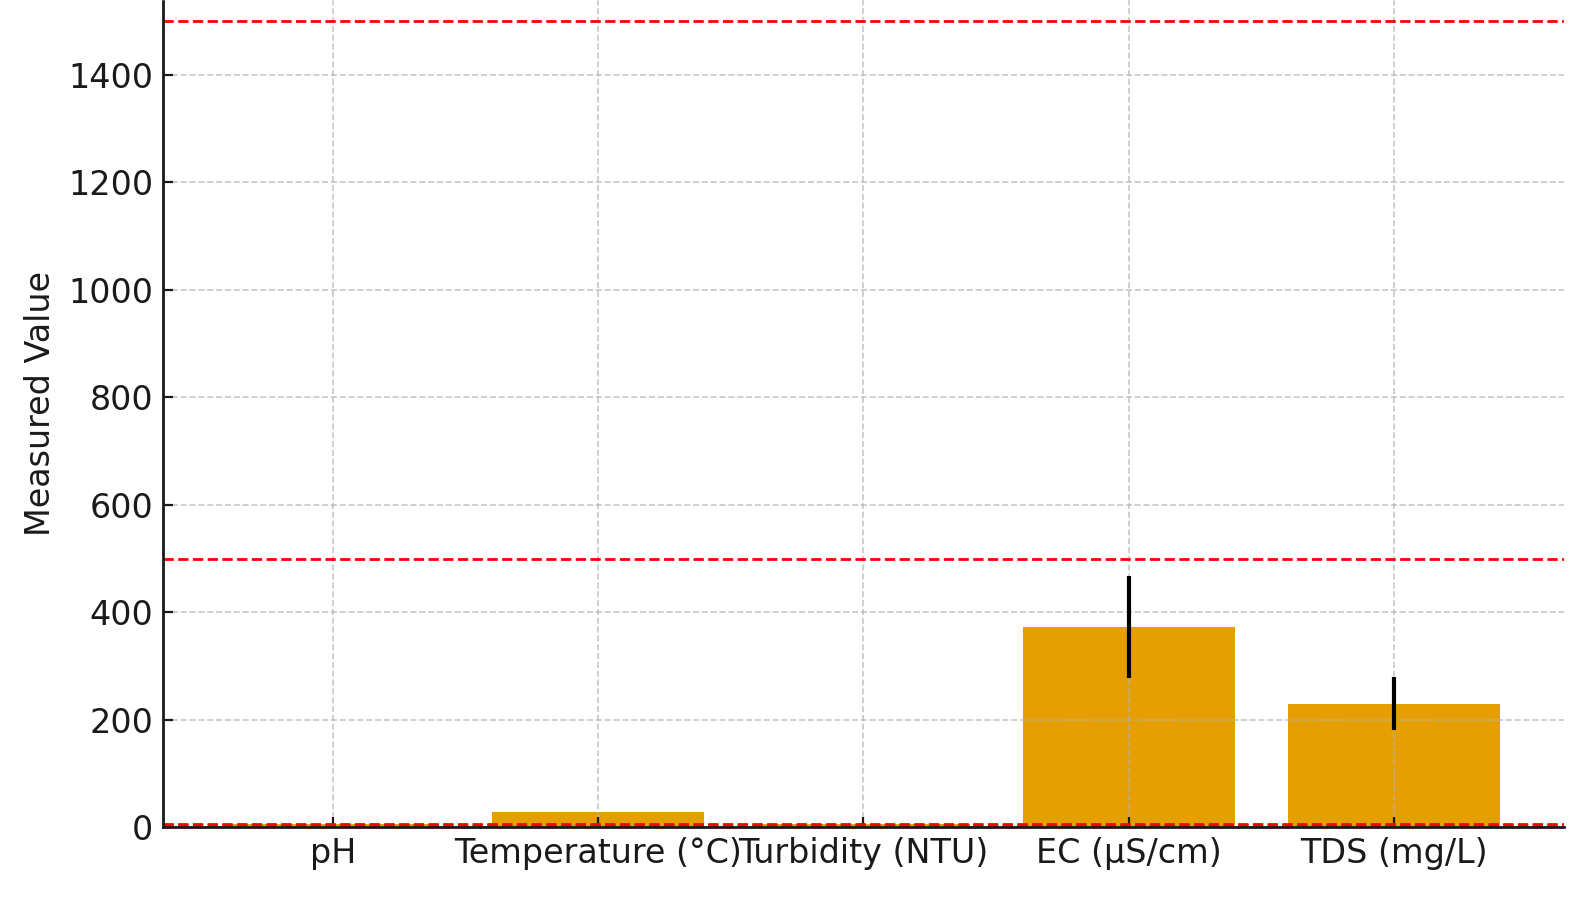 Measured Value
1400
1200
1000
800
600
400
200
0
pH
Temperature (°C)
Turbidity (NTU)
EC (µS/cm)
TDS (mg/L)